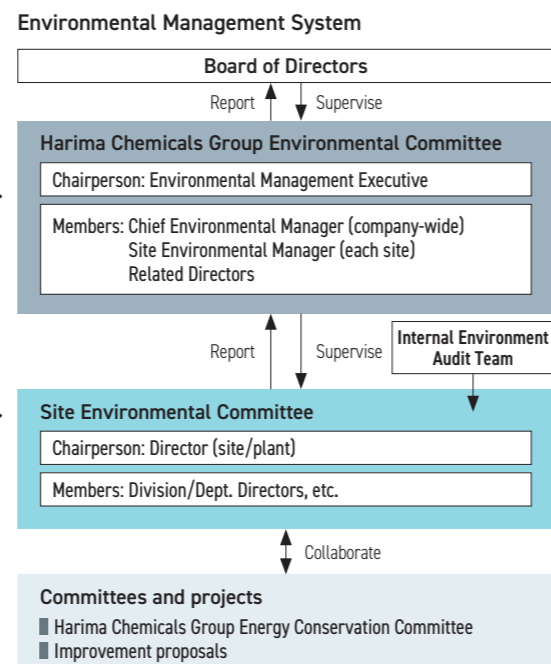 Environmental Management System
Board of Directors
Report
Supervise
Harima Chemicals Group Environmental Committee
Chairperson: Environmental Management Executive
Members: Chief Environmental Manager (company-wide)
Site Environmental Manager (each site)
Related Directors
Report
Supervise
Internal Environment
Audit Team
Site Environmental Committee
Chairperson: Director (site/plant)
Members: Division/Dept. Directors, etc.
Collaborate
Committees and projects
Harima Chemicals Group Energy Conservation Committee
Improvement proposals